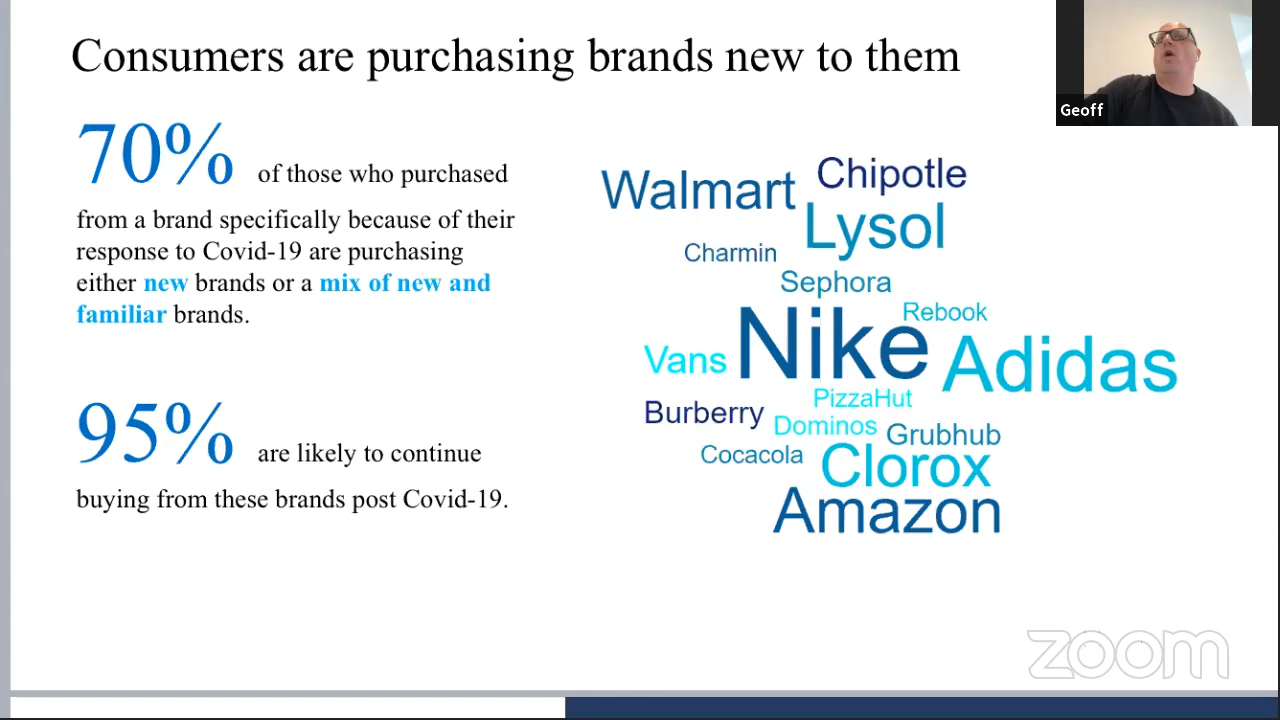 Consumers are purchasing brands new to them
Geoff
70% of those who purchased
from a brand specifically because of their
response to Covid-19 are purchasing
either new brands or a mix of new and
familiar brands.
95% are likely to continue
buying from these brands post Covid-19.
Walmart
Chipotle
Lysol
Charmin
Sephora
Rebook
Nike
Vans
Adidas
PizzaHut
Burberry
Dominos
Grubhub
Cocacola
Clorox
Amazon
zoom